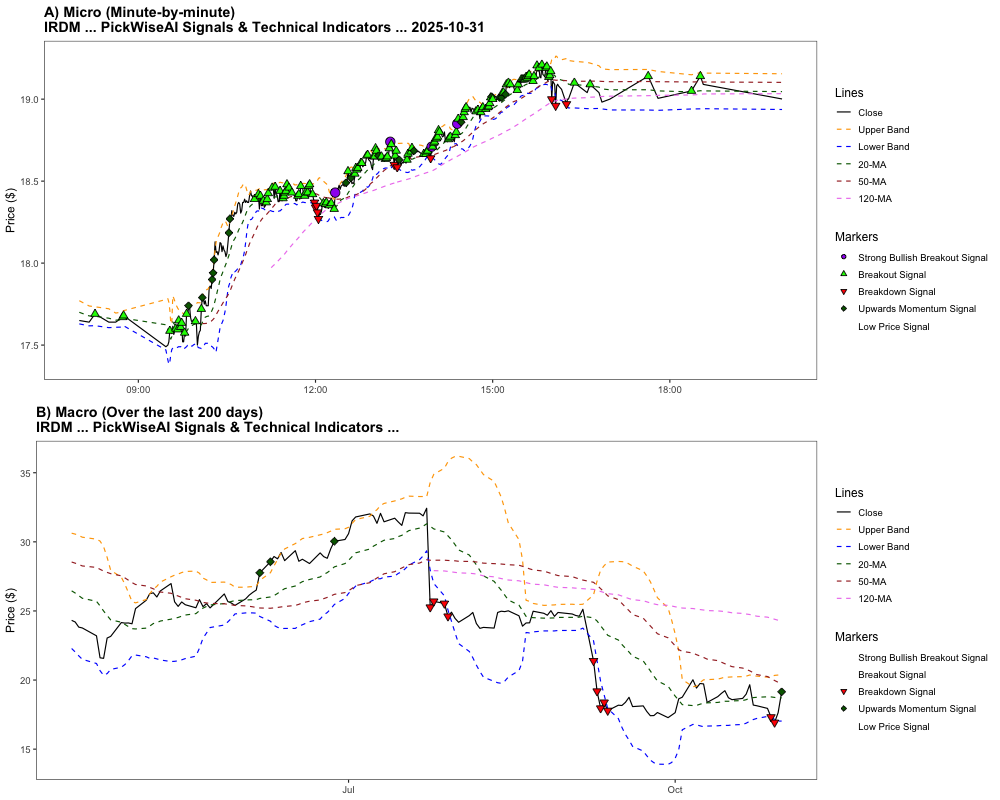 A) Micro (Minute-by-minute)
IRDM ... PickWiseAI Signals & Technical Indicators ... 2025-10-31
Price ($)
19.0
18.5
18.0
17.5
09:00
12:00
15:00
18:00
Lines
Close
Upper Band
Lower Band
20-MA
50-MA
120-MA
Markers
Strong Bullish Breakout Signal
Breakout Signal
Breakdown Signal
Upwards Momentum Signal
Low Price Signal
B) Macro (Over the last 200 days)
IRDM ... PickWiseAI Signals & Technical Indicators ...
Price ($)
35
30
25
20
15
Jul
Oct
Lines
Close
Upper Band
Lower Band
20-MA
50-MA
120-MA
Markers
Strong Bullish Breakout Signal
Breakout Signal
Breakdown Signal
Upwards Momentum Signal
Low Price Signal